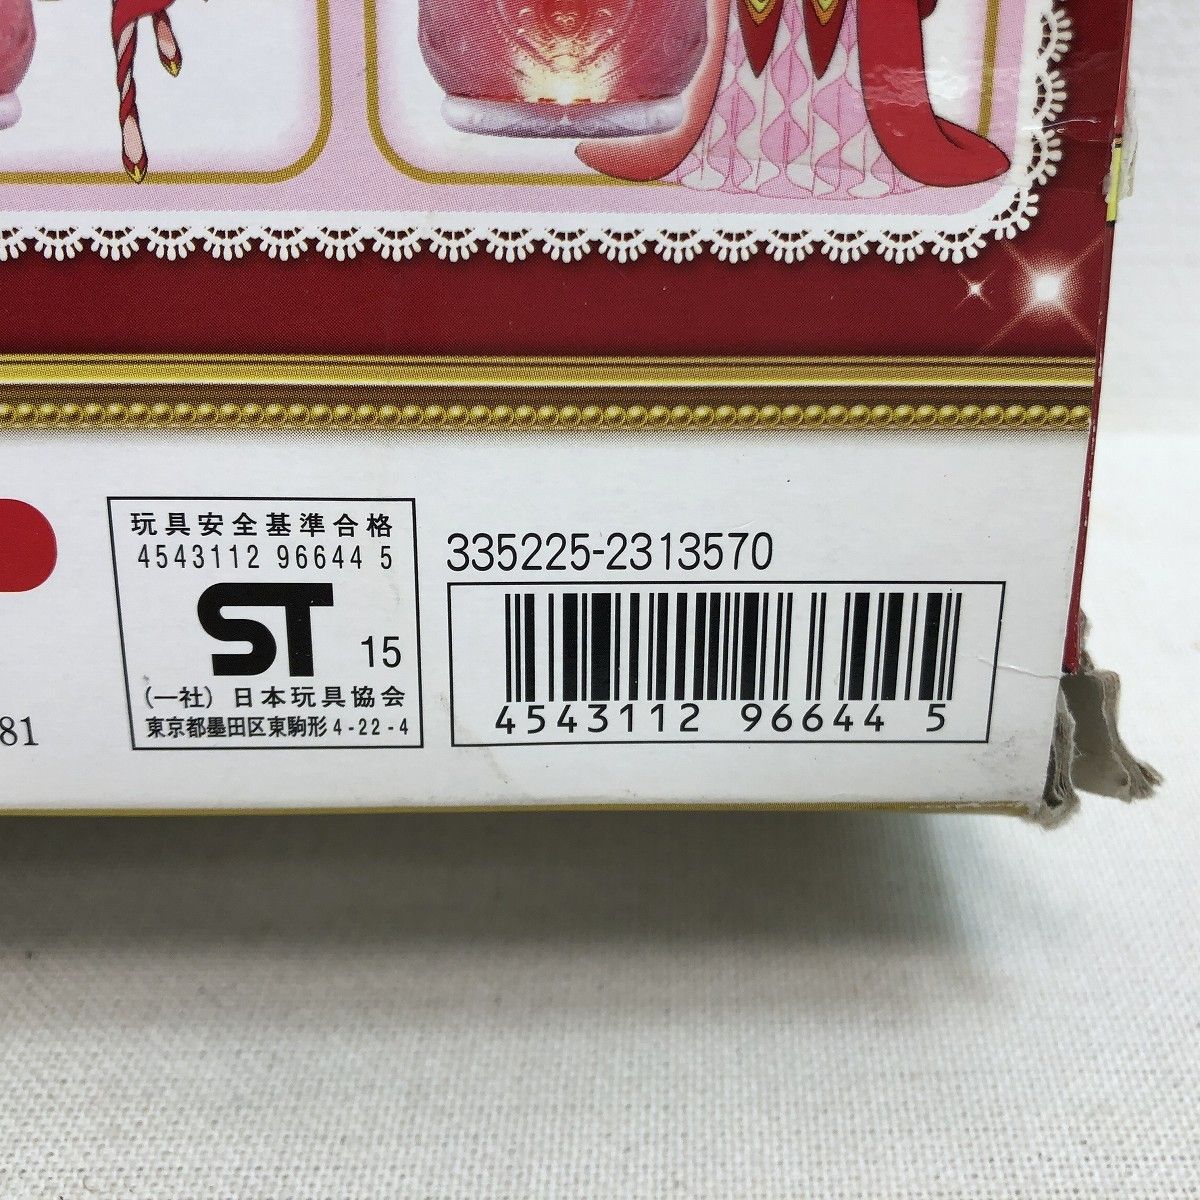 玩具安全基準合格
4543112 96644 5
ST 15
(一社) 日本玩具協会
東京都墨田区東駒形 4-22-4
335225-2313570
4543112 96644 5
81